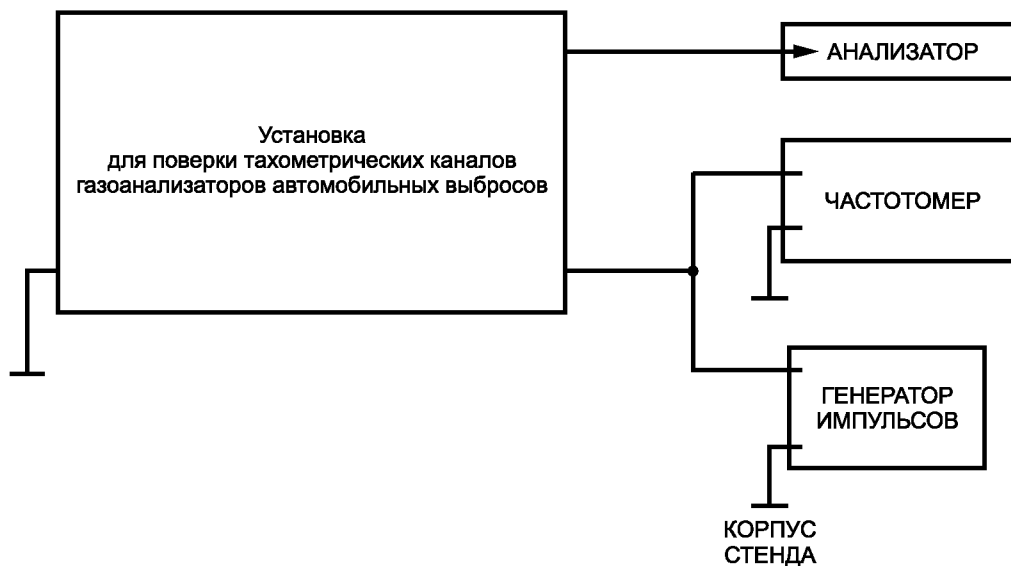 Установка
для поверки тахометрических каналов
газоанализаторов автомобильных выбросов
АНАЛИЗАТОР
ЧАСТОТОМЕР
ГЕНЕРАТОР
ИМПУЛЬСОВ
КОРПУС
СТЕНДА